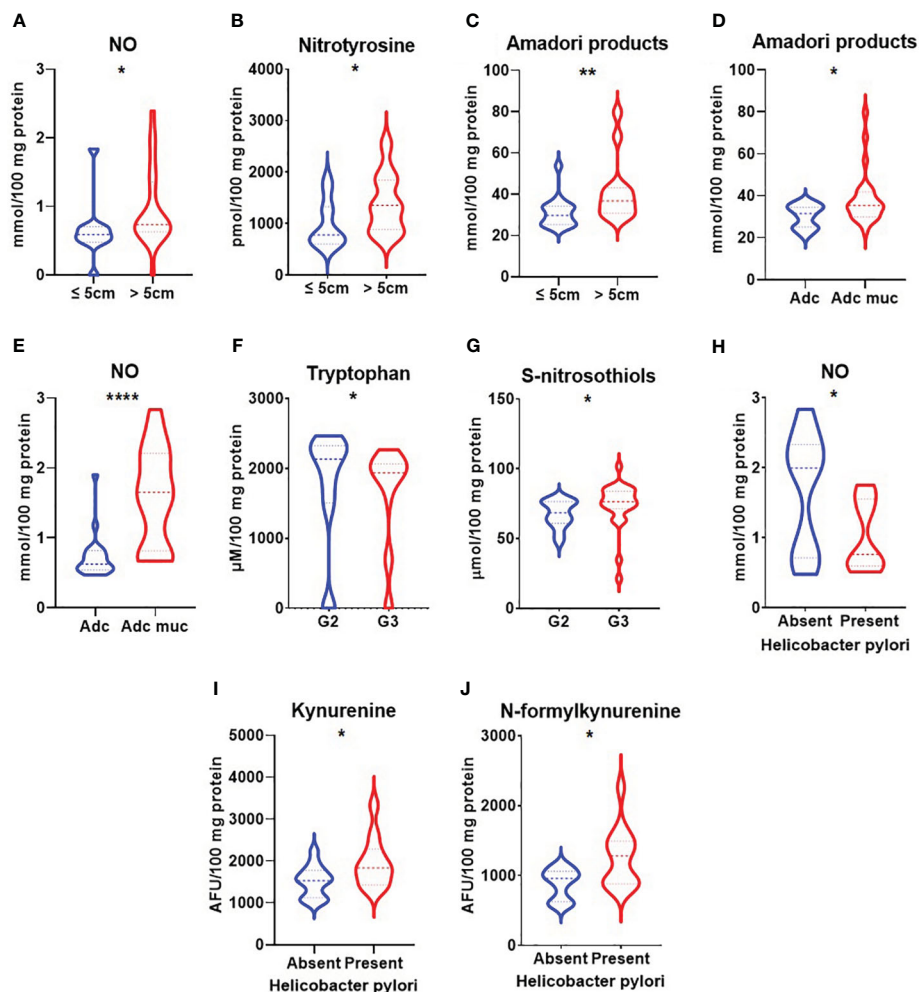 A
NO
*
mmol/100 mg protein
3
2
1
0
≤ 5cm > 5cm
B
Nitrotyrosine
*
pmol/100 mg protein
4000
3000
2000
1000
0
≤ 5cm > 5cm
C
Amadori products
**
mmol/100 mg protein
100
80
60
40
20
0
≤ 5cm > 5cm
D
Amadori products
*
mmol/100 mg protein
100
80
60
40
20
0
Adc Adc muc
E
NO
****
mmol/100 mg protein
3
2
1
0
Adc Adc muc
F
Tryptophan
*
µM/100 mg protein
3000
2000
1000
0
G2 G3
G
S-nitrosothiols
*
µmol/100 mg protein
150
100
50
0
G2 G3
H
NO
*
mmol/100 mg protein
3
2
1
0
Absent Present
Helicobacter pylori
I
Kynurenine
*
AFU/100 mg protein
5000
4000
3000
2000
1000
0
Absent Present
Helicobacter pylori
J
N-formylkynurenine
*
AFU/100 mg protein
3000
2000
1000
0
Absent Present
Helicobacter pylori